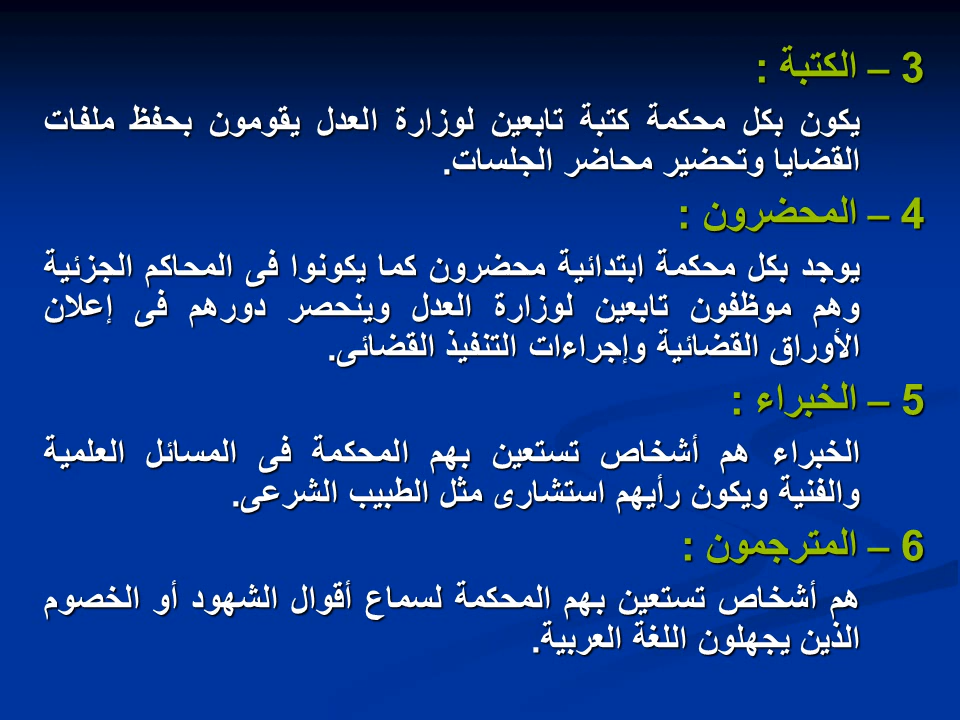 3 – الكتبة :
يكون بكل محكمة كتبة تابعين لوزارة العدل يقومون بحفظ ملفات
القضايا وتحضير محاضر الجلسات.
4 – المحضرون :
يوجد بكل محكمة ابتدائية محضرون كما يكونوا فى المحاكم الجزئية
وهم موظفون تابعين لوزارة العدل وينحصر دورهم فى إعلان
الأوراق القضائية وإجراءات التنفيذ القضائى.
5 – الخبراء :
الخبراء هم أشخاص تستعين بهم المحكمة فى المسائل العلمية
والفنية ويكون رأيهم استشارى مثل الطبيب الشرعى.
6 – المترجمون :
هم أشخاص تستعين بهم المحكمة لسماع أقوال الشهود أو الخصوم
الذين يجهلون اللغة العربية.